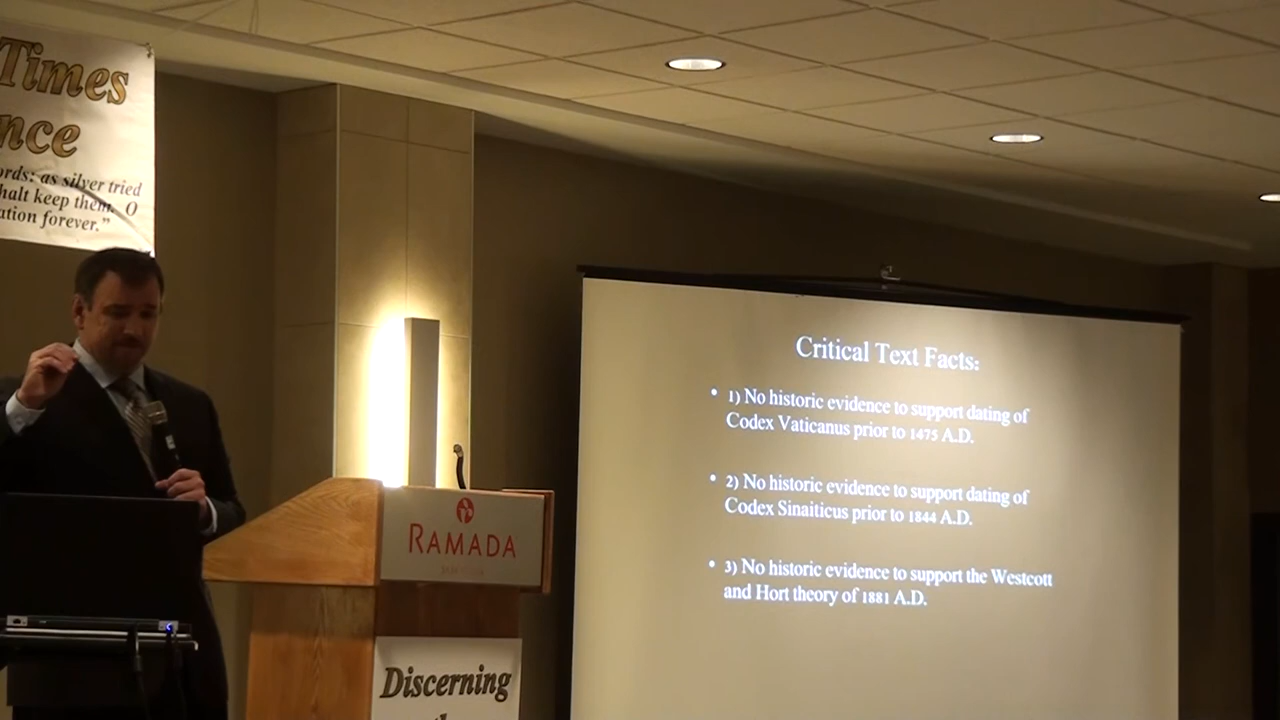 Times
nce
ords: as silver tried
halt keep them, O
ation forever.”
Critical Text Facts:
• 1) No historic evidence to support dating of
Codex Vaticanus prior to 1475 A.D.
• 2) No historic evidence to support dating of
Codex Sinaiticus prior to 1844 A.D.
• 3) No historic evidence to support the Westcott
and Hort theory of 1881 A.D.
RAMADA
Discerning